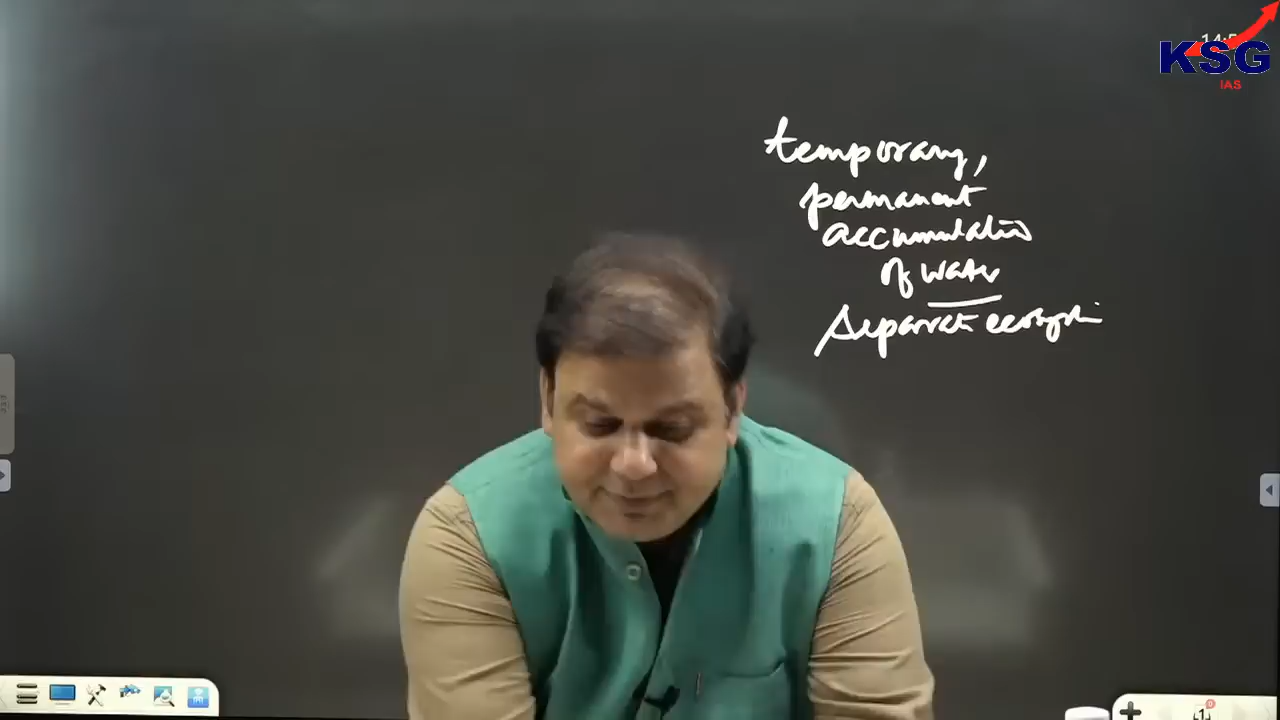 KSG
IAS
temporary,
permanent
accumulation
of water
Separate ecosystem